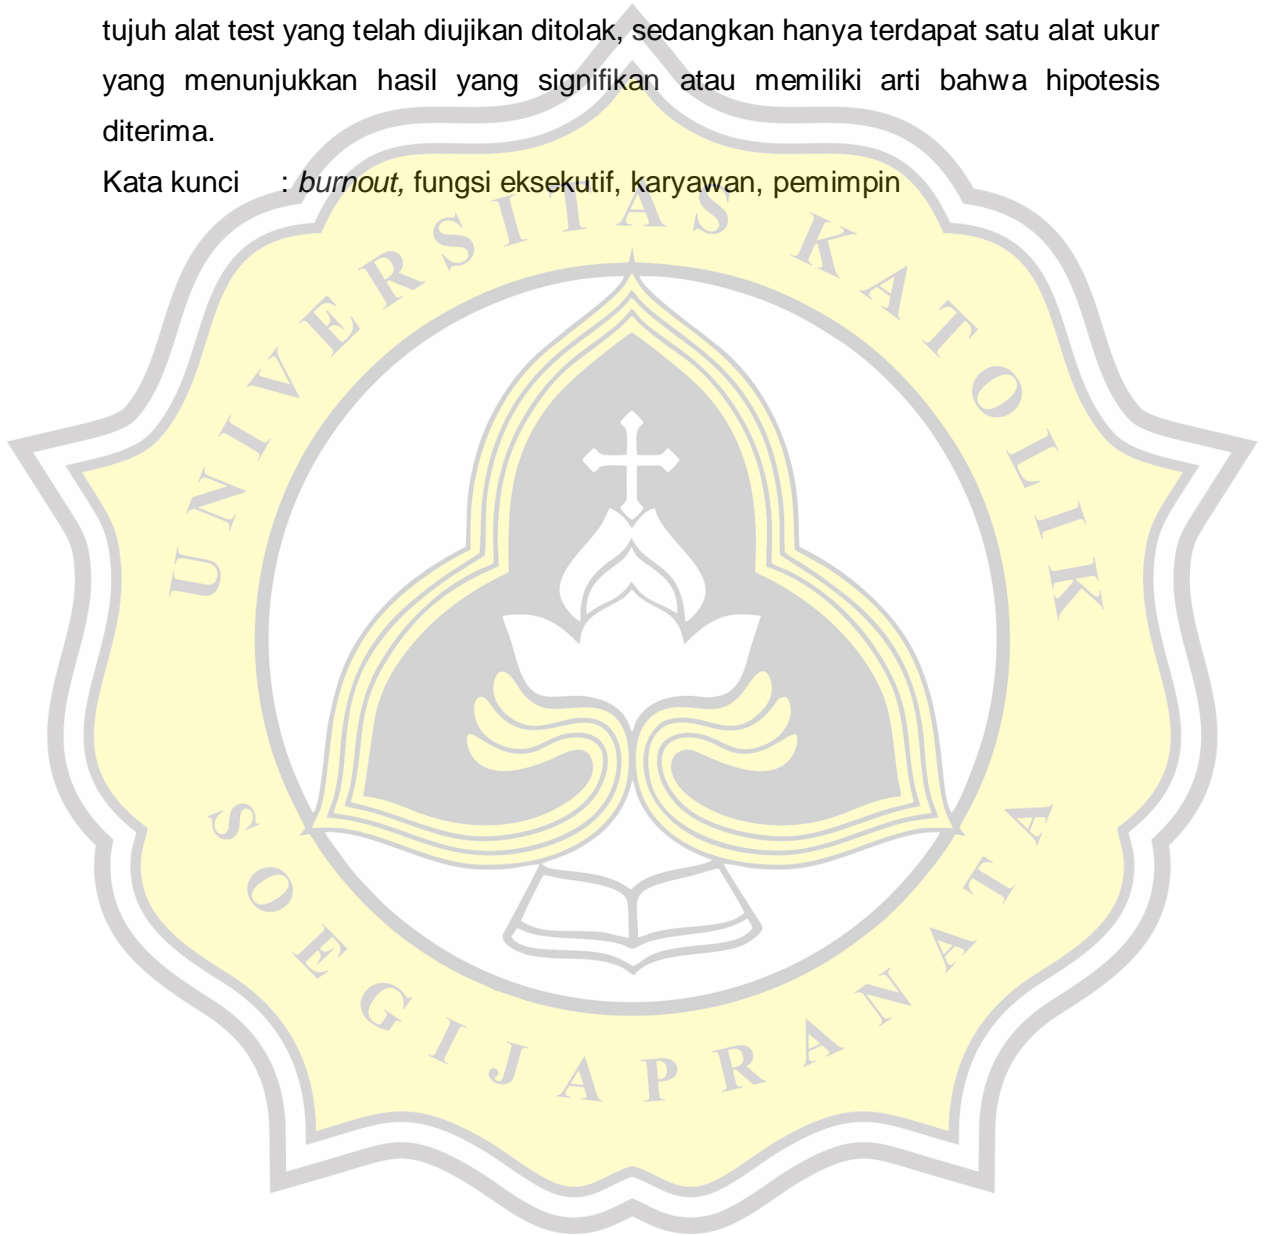 tujuh alat test yang telah diujikan ditolak, sedangkan hanya terdapat satu alat ukur
yang menunjukkan hasil yang signifikan atau memiliki arti bahwa hipotesis
diterima.
Kata kunci : burnout, fungsi eksekutif, karyawan, pemimpin
UNIVERSITAS KATOLIK
SOEGIJAPRANATA